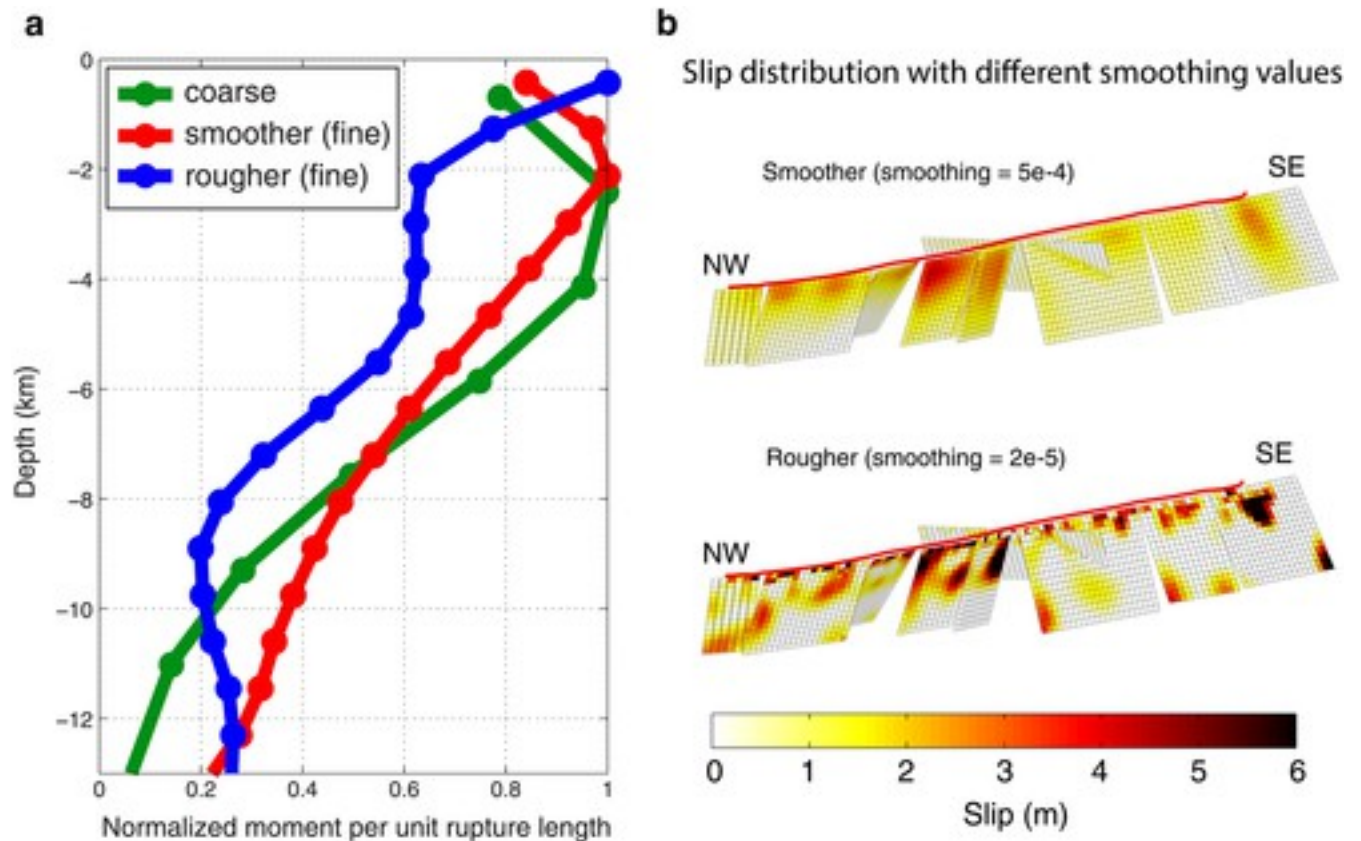 a
0
−2
−4
−6
−8
−10
−12
Depth (km)
coarse
smoother (fine)
rougher (fine)
0 0.2 0.4 0.6 0.8 1
Normalized moment per unit rupture length
b
Slip distribution with different smoothing values
Smoother (smoothing = 5e-4)
SE
NW
Rougher (smoothing = 2e-5)
SE
NW
0 1 2 3 4 5 6
Slip (m)